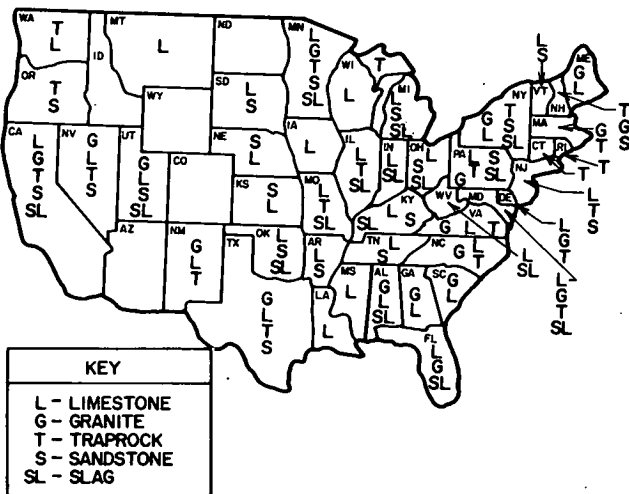 WA
T
L
OR
T
S
CA
L
G
T
S
SL
NV
G
L
T
S
ID
MT
L
WY
UT
G
L
S
SL
CO
AZ
NM
G
L
T
ND
SD
L
S
NE
S
L
KS
S
L
OK
L
S
SL
TX
G
L
T
S
MN
L
G
T
S
SL
IA
L
MO
L
T
SL
AR
L
S
LA
L
WI
L
T
MI
L
S
SL
IL
L
T
SL
IN
L
S
SL
OH
L
S
SL
KY
L S
SL
TN
S
L
MS
L
AL
G
L
SL
GA
G
L
FL
L
G
SL
SC
G
L
NC
G
L T
VA
G L T
WV
L
SL
MD
L
G
T
SL
DE
L
G
T
PA
L T S
SL
G
NJ
L
T
S
NY
G
L
T
S
SL
L
S
VT
NH
T
G
S
ME
G
L
MA
G
T
CT
T
RI
T
KEY
L - LIMESTONE
G - GRANITE
T - TRAPROCK
S - SANDSTONE
SL - SLAG